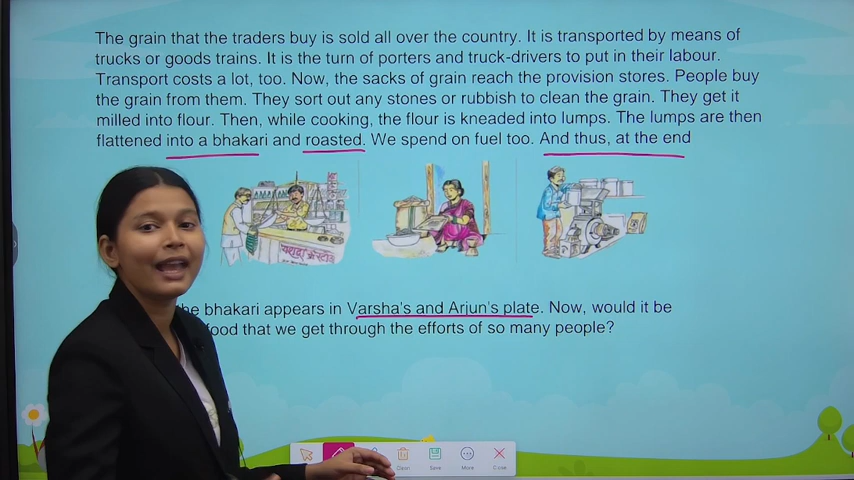 The grain that the traders buy is sold all over the country. It is transported by means of
trucks or goods trains. It is the turn of porters and truck-drivers to put in their labour.
Transport costs a lot, too. Now, the sacks of grain reach the provision stores. People buy
the grain from them. They sort out any stones or rubbish to clean the grain. They get it
milled into flour. Then, while cooking, the flour is kneaded into lumps. The lumps are then
flattened into a bhakari and roasted. We spend on fuel too. And thus, at the end
he bhakari appears in Varsha's and Arjun's plate. Now, would it be
food that we get through the efforts of so many people?
Clean Save More Close